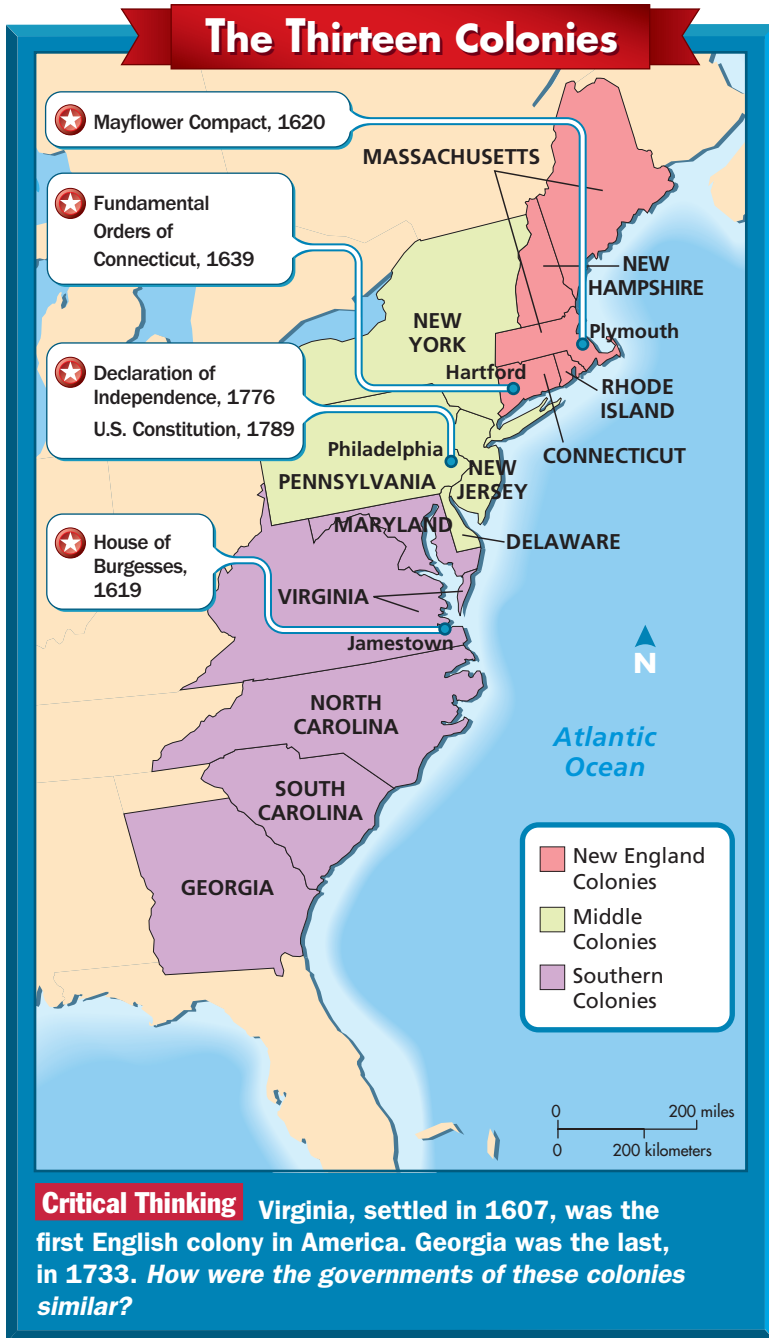 The Thirteen Colonies
Mayflower Compact, 1620
MASSACHUSETTS
Fundamental
Orders of
Connecticut, 1639
NEW
HAMPSHIRE
NEW
YORK
Plymouth
Declaration of
Independence, 1776
U.S. Constitution, 1789
Hartford
RHODE
ISLAND
CONNECTICUT
Philadelphia
NEW
JERSEY
PENNSYLVANIA
MARYLAND
DELAWARE
House of
Burgesses,
1619
VIRGINIA
Jamestown
N
NORTH
CAROLINA
Atlantic
Ocean
SOUTH
CAROLINA
GEORGIA
New England
Colonies
Middle
Colonies
Southern
Colonies
0 200 miles
0 200 kilometers
Critical Thinking Virginia, settled in 1607, was the
first English colony in America. Georgia was the last,
in 1733. How were the governments of these colonies
similar?